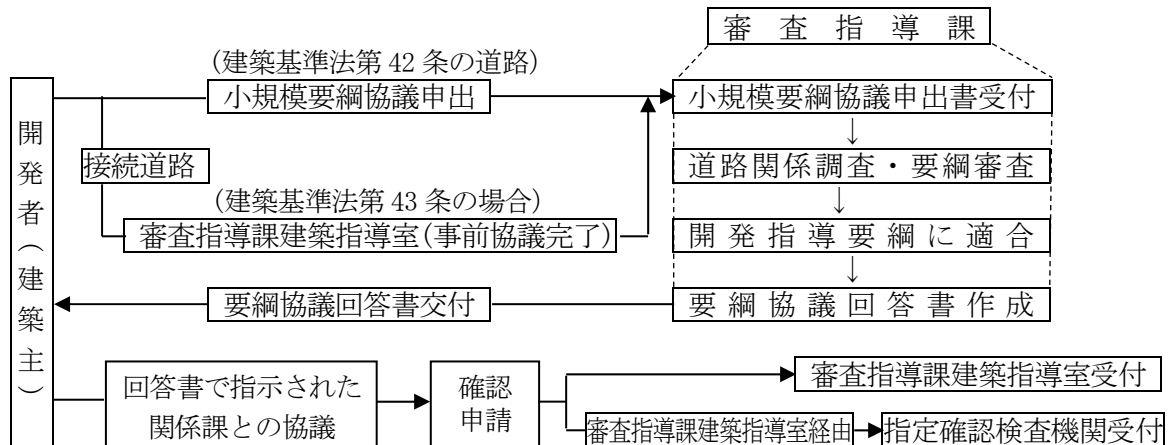 審査指導課
(建築基準法第 42 条の道路)
小規模要綱協議申出
小規模要綱協議申出書受付
↓
開発者(建築主)
接続道路
道路関係調査・要綱審査
↓
(建築基準法第 43 条の場合)
審査指導課建築指導室(事前協議完了)
開発指導要綱に適合
↓
要綱協議回答書交付
要綱協議回答書作成
回答書で指示された
関係課との協議
確認
申請
審査指導課建築指導室受付
審査指導課建築指導室経由
指定確認検査機関受付